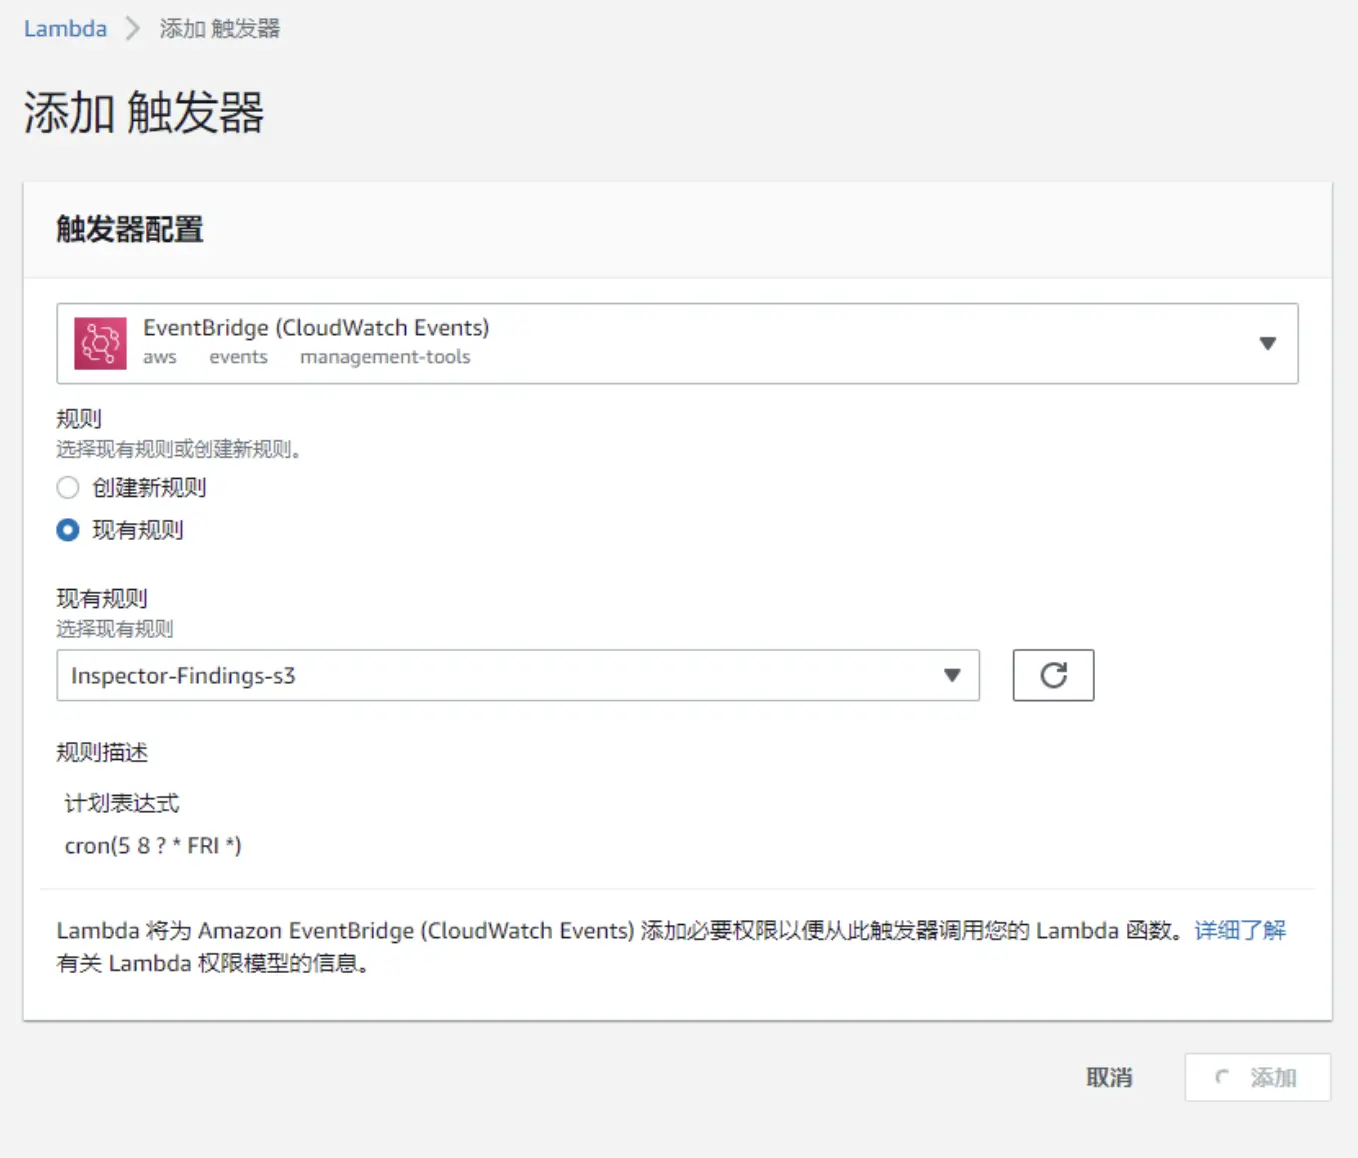 Lambda > 添加 触发器
添加 触发器
触发器配置
EventBridge (CloudWatch Events)
aws events management-tools
规则
选择现有规则或创建新规则。
创建新规则
现有规则
现有规则
选择现有规则
Inspector-Findings-s3
规则描述
计划表达式
cron(5 8 ? * FRI *)
Lambda 将为 Amazon EventBridge (CloudWatch Events) 添加必要权限以便从此触发器调用您的 Lambda 函数。详细了解
有关 Lambda 权限模型的信息。
取消 添加